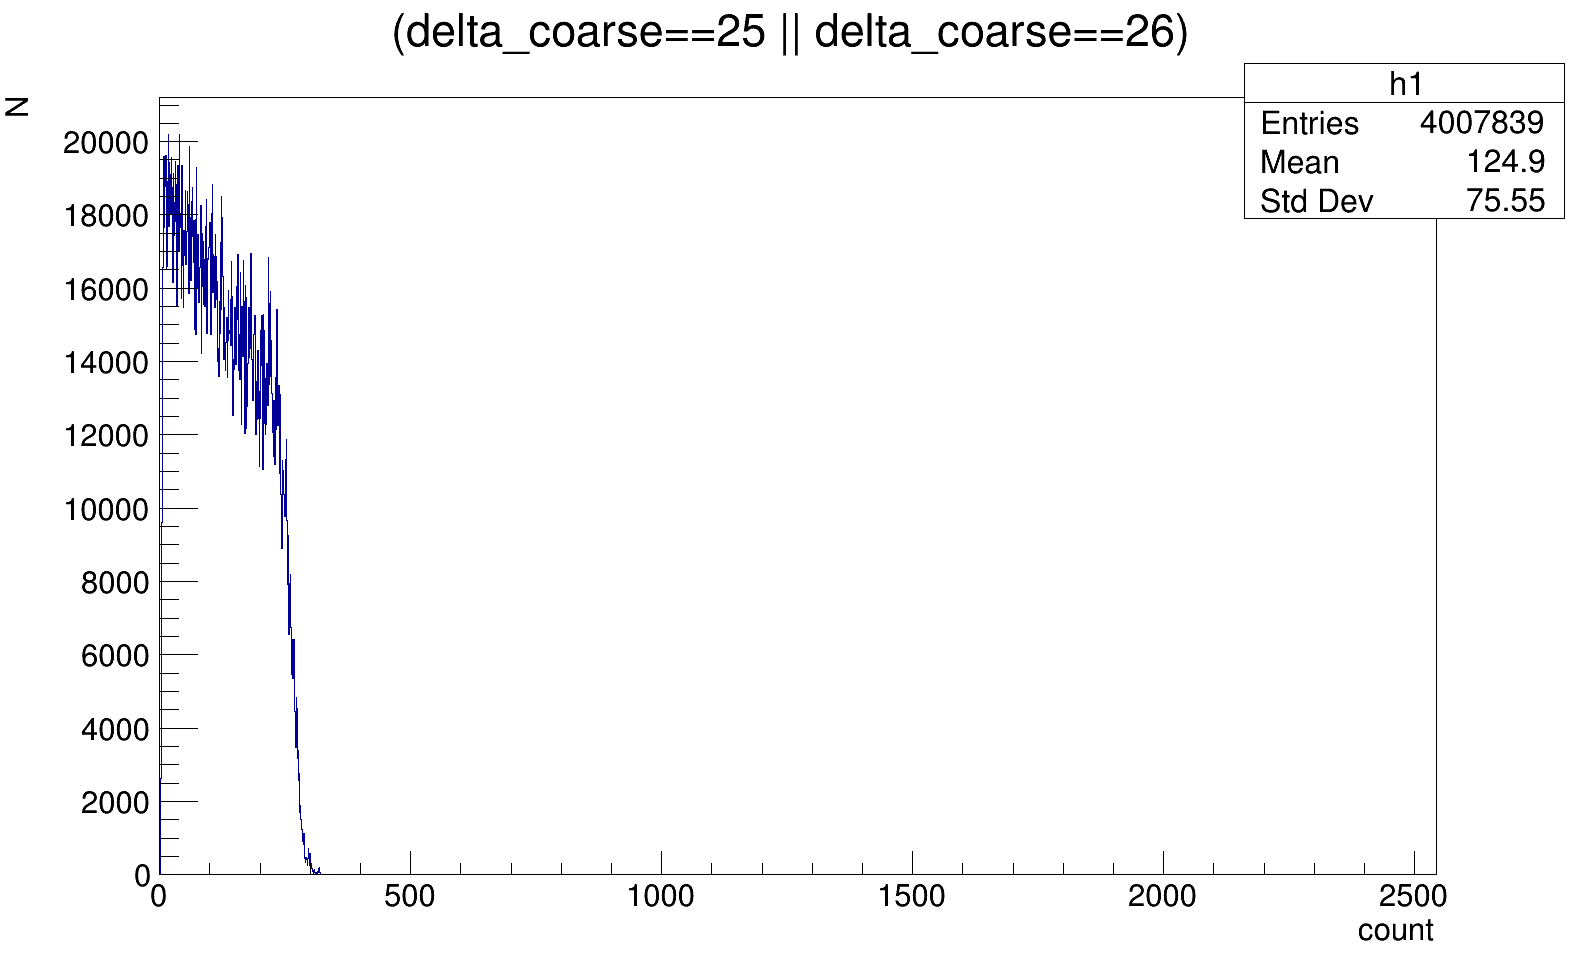 (delta_coarse==25 || delta_coarse==26)
h1
Entries 4007839
Mean 124.9
Std Dev 75.55
N
20000
18000
16000
14000
12000
10000
8000
6000
4000
2000
0
0 500 1000 1500 2000 2500
count